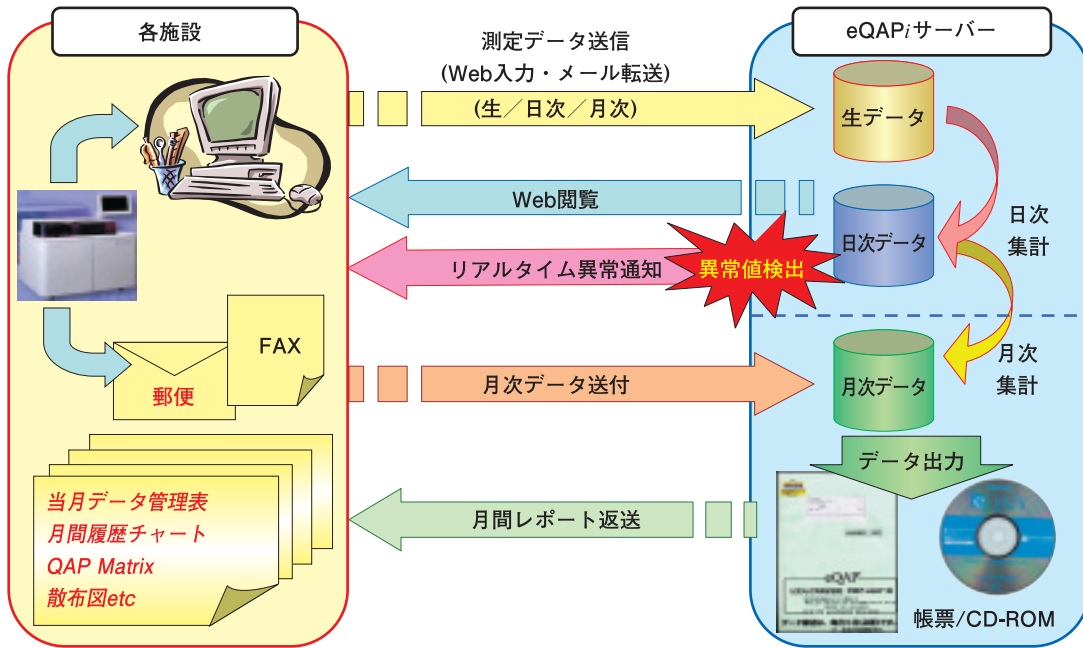 各施設
eQAPiサーバー
測定データ送信
(Web入力・メール転送)
(生／日次／月次)
生データ
Web閲覧
日次データ
日次
集計
リアルタイム異常通知
異常値検出
FAX
郵便
月次データ送付
月次データ
月次
集計
データ出力
当月データ管理表
月間履歴チャート
QAP Matrix
散布図etc
月間レポート返送
eQAP
帳票/CD-ROM